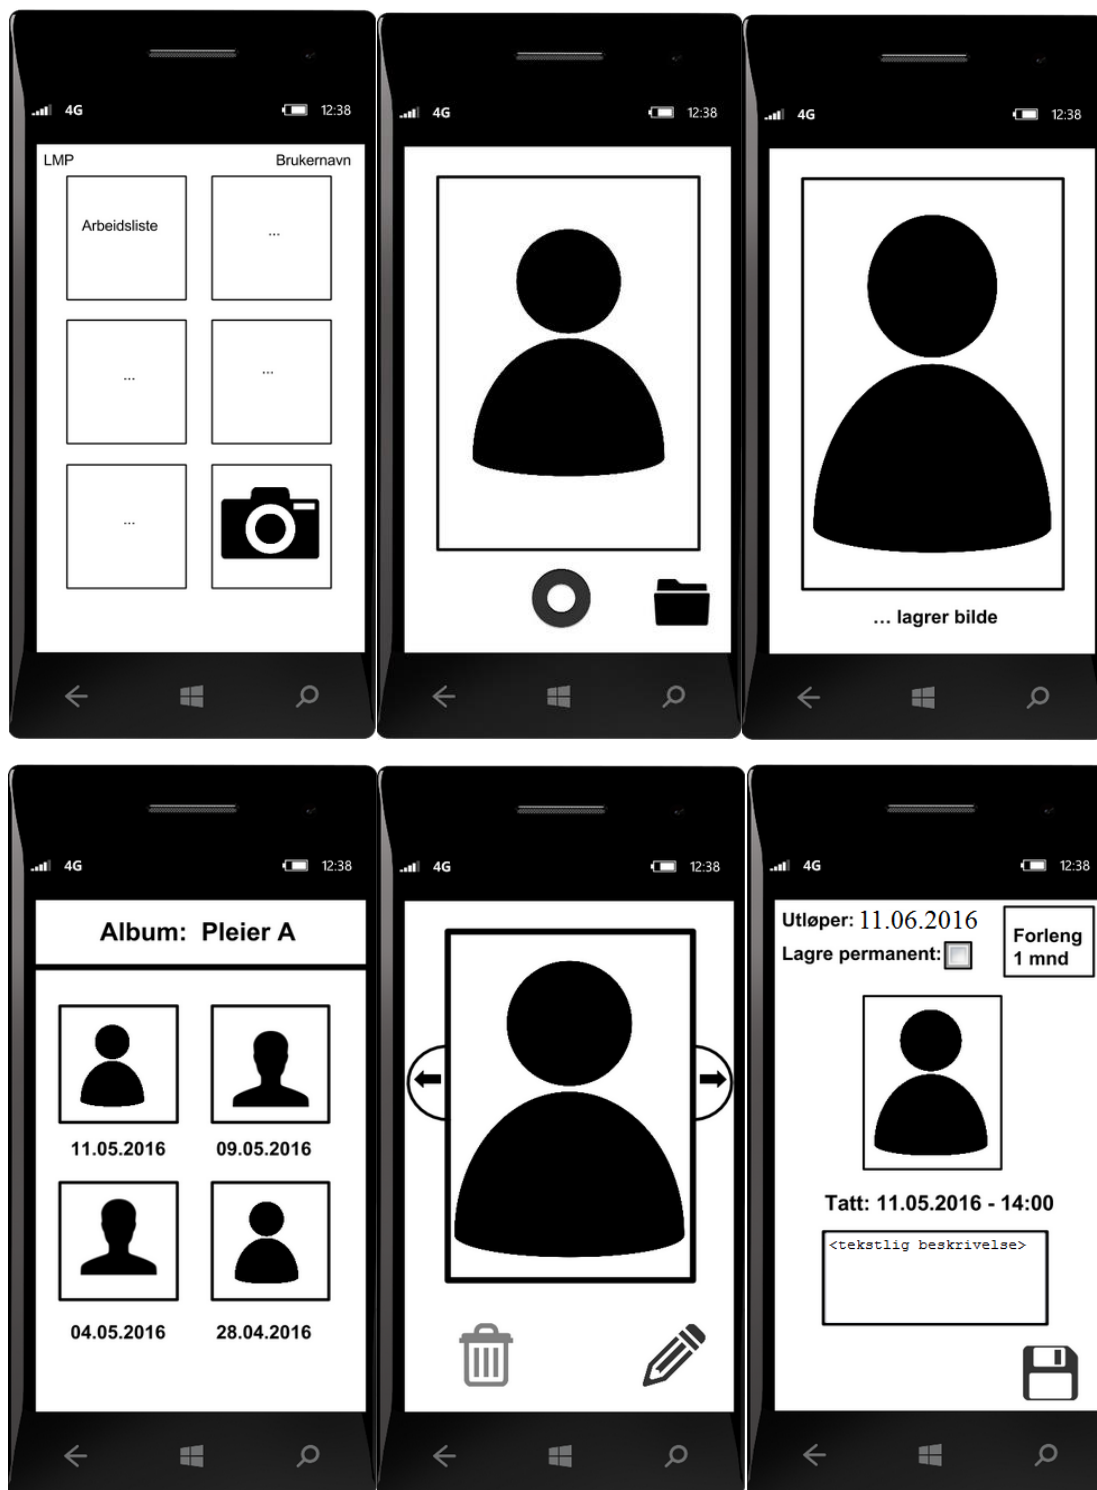 4G 12:38
LMP Brukernavn
Arbeidsliste
...
...
...
...
4G 12:38
4G 12:38
... lagrer bilde
4G 12:38
Album: Pleier A
11.05.2016 09.05.2016
04.05.2016 28.04.2016
4G 12:38
4G 12:38
Utløper: 11.06.2016
Lagre permanent:
Forleng
1 mnd
Tatt: 11.05.2016 - 14:00
<tekstlig beskrivelse>